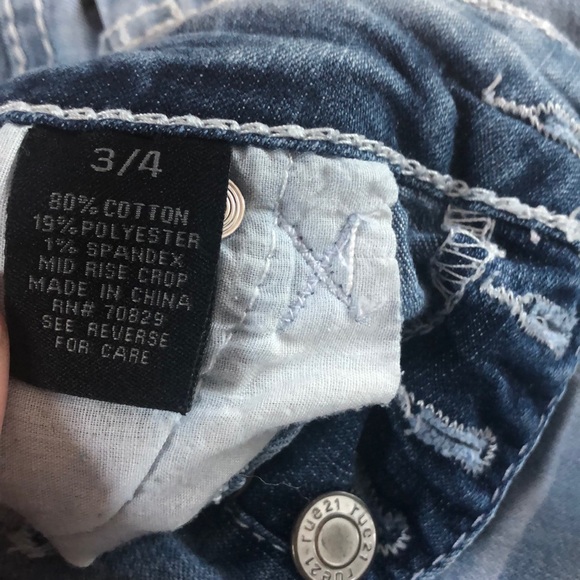 3/4
80% COTTON
19% POLYESTER
1% SPANDEX
MID RISE CROP
MADE IN CHINA
RN# 70829
SEE REVERSE
FOR CARE
rue21 rue21